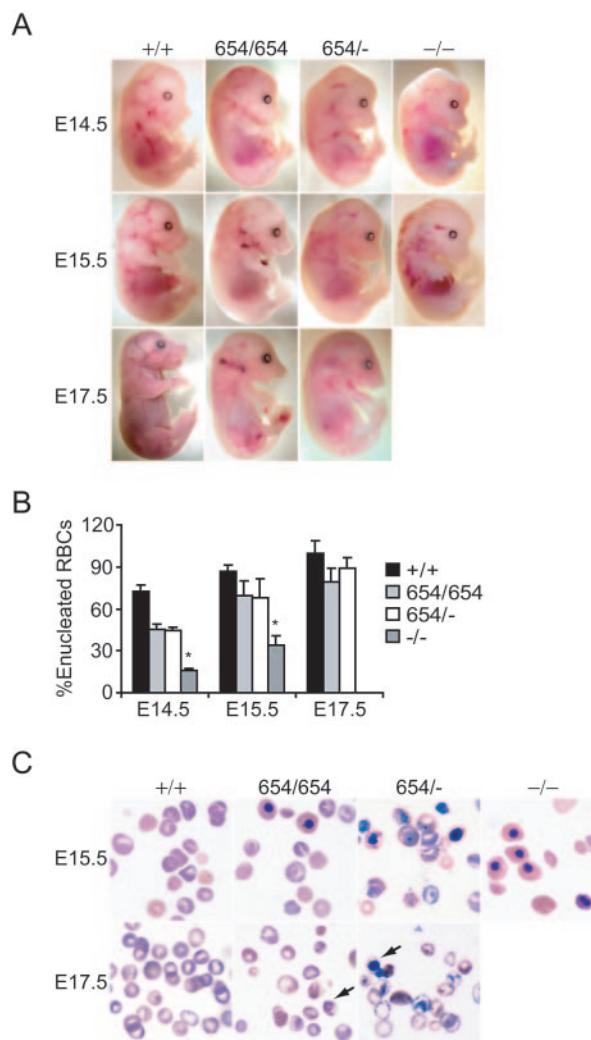 A
+/+ 654/654 654/- −/−
E14.5
E15.5
E17.5
B
%Enucleated RBCs
120
90
60
30
0
* *
E14.5 E15.5 E17.5
+/+
654/654
654/-
-/-
C
+/+ 654/654 654/- −/−
E15.5
E17.5